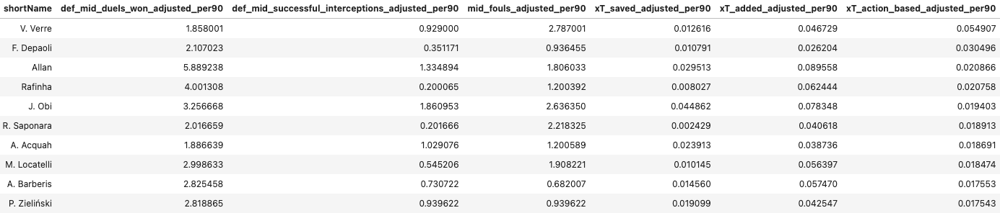 shortName def_mid_duels_won_adjusted_per90 def_mid_successful_interceptions_adjusted_per90 mid_fouls_adjusted_per90 xT_saved_adjusted_per90 xT_added_adjusted_per90 xT_action_based_adjusted_per90
V. Verre 1.858001 0.929000 2.787001 0.012616 0.046729 0.054907
F. Depaoli 2.107023 0.351171 0.936455 0.010791 0.026204 0.030496
Allan 5.889238 1.334894 1.806033 0.029513 0.089558 0.020866
Rafinha 4.001308 0.200065 1.200392 0.008027 0.062444 0.020758
J. Obi 3.256668 1.860953 2.636350 0.044862 0.078348 0.019403
R. Saponara 2.016659 0.201666 2.218325 0.002429 0.040618 0.018913
A. Acquah 1.886639 1.029076 1.200589 0.023913 0.038736 0.018691
M. Locatelli 2.998633 0.545206 1.908221 0.010145 0.056397 0.018474
A. Barberis 2.825458 0.730722 0.682007 0.014560 0.057470 0.017553
P. Zieliński 2.818865 0.939622 0.939622 0.019099 0.042547 0.017543